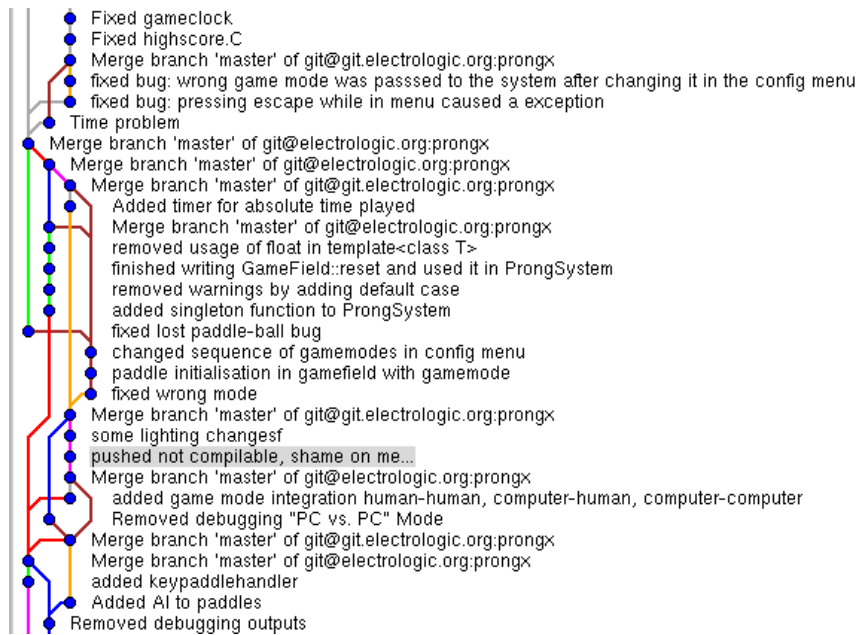 Fixed gameclock
Fixed highscore.C
Merge branch 'master' of git@git.electrologic.org:prongx
fixed bug: wrong game mode was passsed to the system after changing it in the config menu
fixed bug: pressing escape while in menu caused a exception
Time problem
Merge branch 'master' of git@electrologic.org:prongx
Merge branch 'master' of git@electrologic.org:prongx
Merge branch 'master' of git@git.electrologic.org:prongx
Added timer for absolute time played
Merge branch 'master' of git@electrologic.org:prongx
removed usage of float in template<class T>
finished writing GameField::reset and used it in ProngSystem
removed warnings by adding default case
added singleton function to ProngSystem
fixed lost paddle-ball bug
changed sequence of gamemodes in config menu
paddle initialisation in gamefield with gamemode
fixed wrong mode
Merge branch 'master' of git@git.electrologic.org:prongx
some lighting changesf
pushed not compilable, shame on me...
Merge branch 'master' of git@electrologic.org:prongx
added game mode integration human-human, computer-human, computer-computer
Removed debugging "PC vs. PC" Mode
Merge branch 'master' of git@git.electrologic.org:prongx
Merge branch 'master' of git@electrologic.org:prongx
added keypaddlehandler
Added AI to paddles
Removed debugging outputs